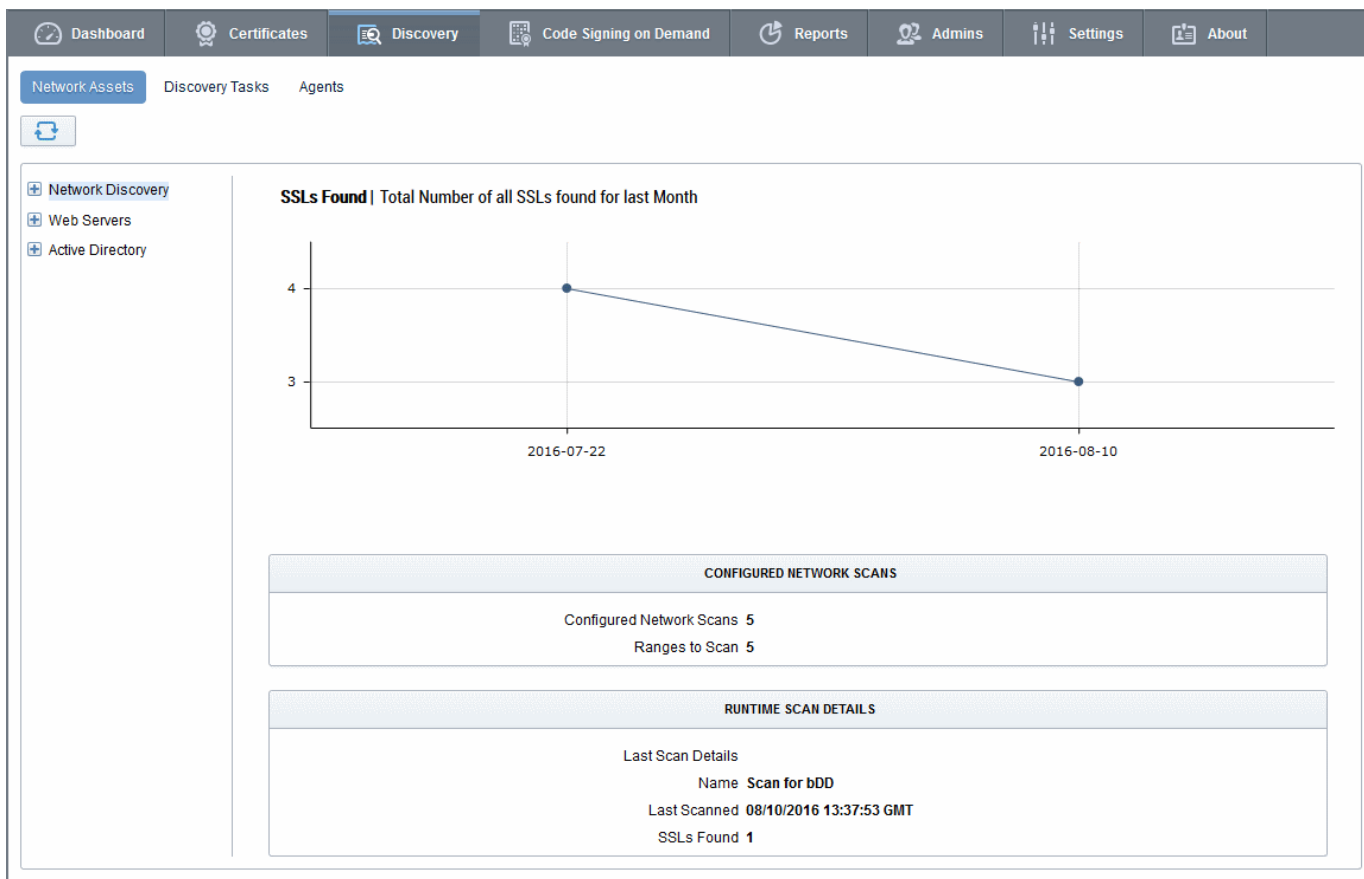 Dashboard Certificates Discovery Code Signing on Demand Reports Admins Settings About
Network Assets Discovery Tasks Agents
Network Discovery
Web Servers
Active Directory
SSLs Found | Total Number of all SSLs found for last Month
4
3
2016-07-22 2016-08-10
CONFIGURED NETWORK SCANS
Configured Network Scans 5
Ranges to Scan 5
RUNTIME SCAN DETAILS
Last Scan Details
Name Scan for bDD
Last Scanned 08/10/2016 13:37:53 GMT
SSLs Found 1